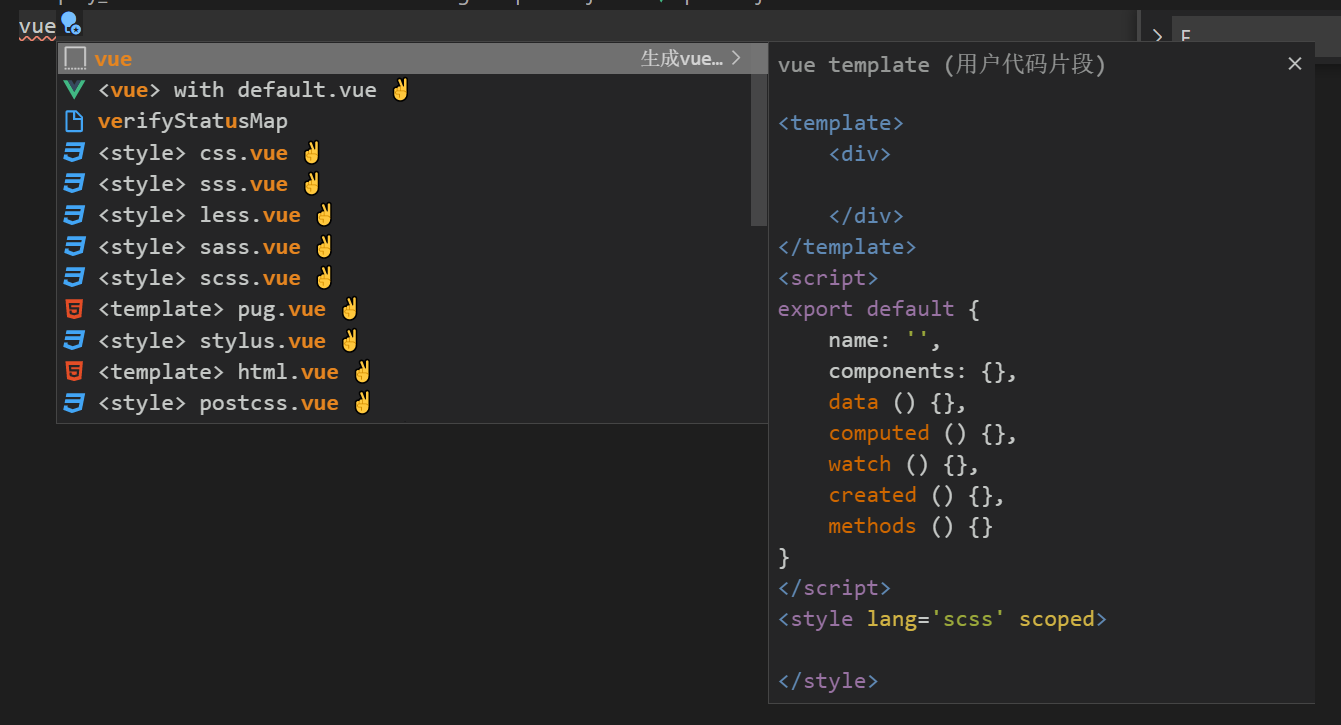 vue
vue 生成vue...
<vue> with default.vue ✌
verifyStatusMap
<style> css.vue ✌
<style> sss.vue ✌
<style> less.vue ✌
<style> sass.vue ✌
<style> scss.vue ✌
<template> pug.vue ✌
<style> stylus.vue ✌
<template> html.vue ✌
<style> postcss.vue ✌
vue template (用户代码片段)
<template>
    <div>

    </div>
</template>
<script>
export default {
    name: '',
    components: {},
    data () {},
    computed () {},
    watch () {},
    created () {},
    methods () {}
}
</script>
<style lang='scss' scoped>

</style>